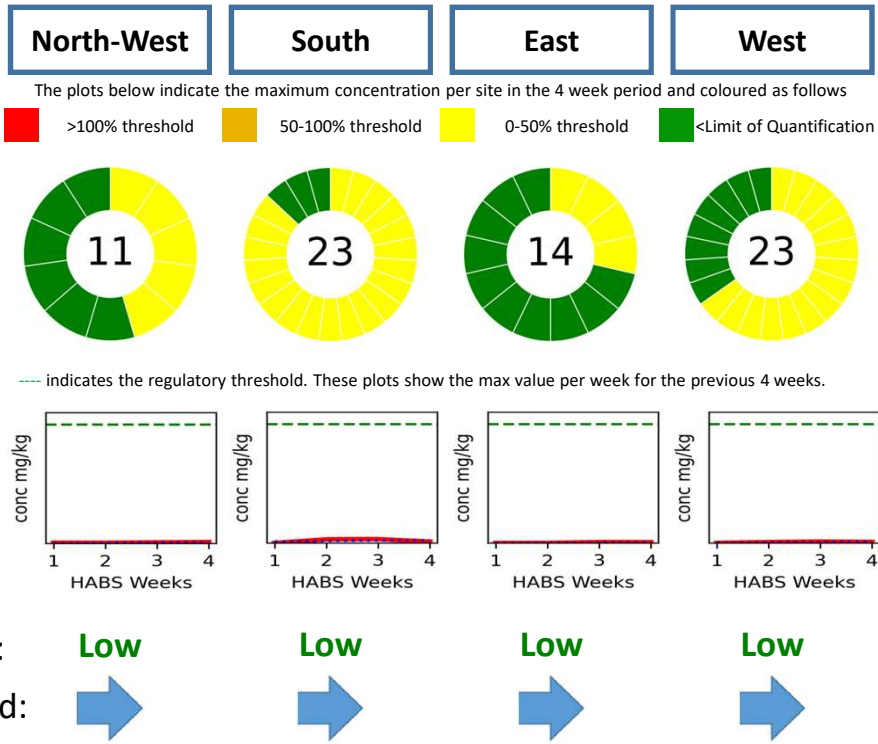 North-West South East West
The plots below indicate the maximum concentration per site in the 4 week period and coloured as follows
>100% threshold 50-100% threshold 0-50% threshold <Limit of Quantification
11 23 14 23
---- indicates the regulatory threshold. These plots show the max value per week for the previous 4 weeks.
conc mg/kg conc mg/kg conc mg/kg conc mg/kg
1 2 3 4 1 2 3 4 1 2 3 4 1 2 3 4
HABS Weeks HABS Weeks HABS Weeks HABS Weeks
: Low Low Low Low
d: